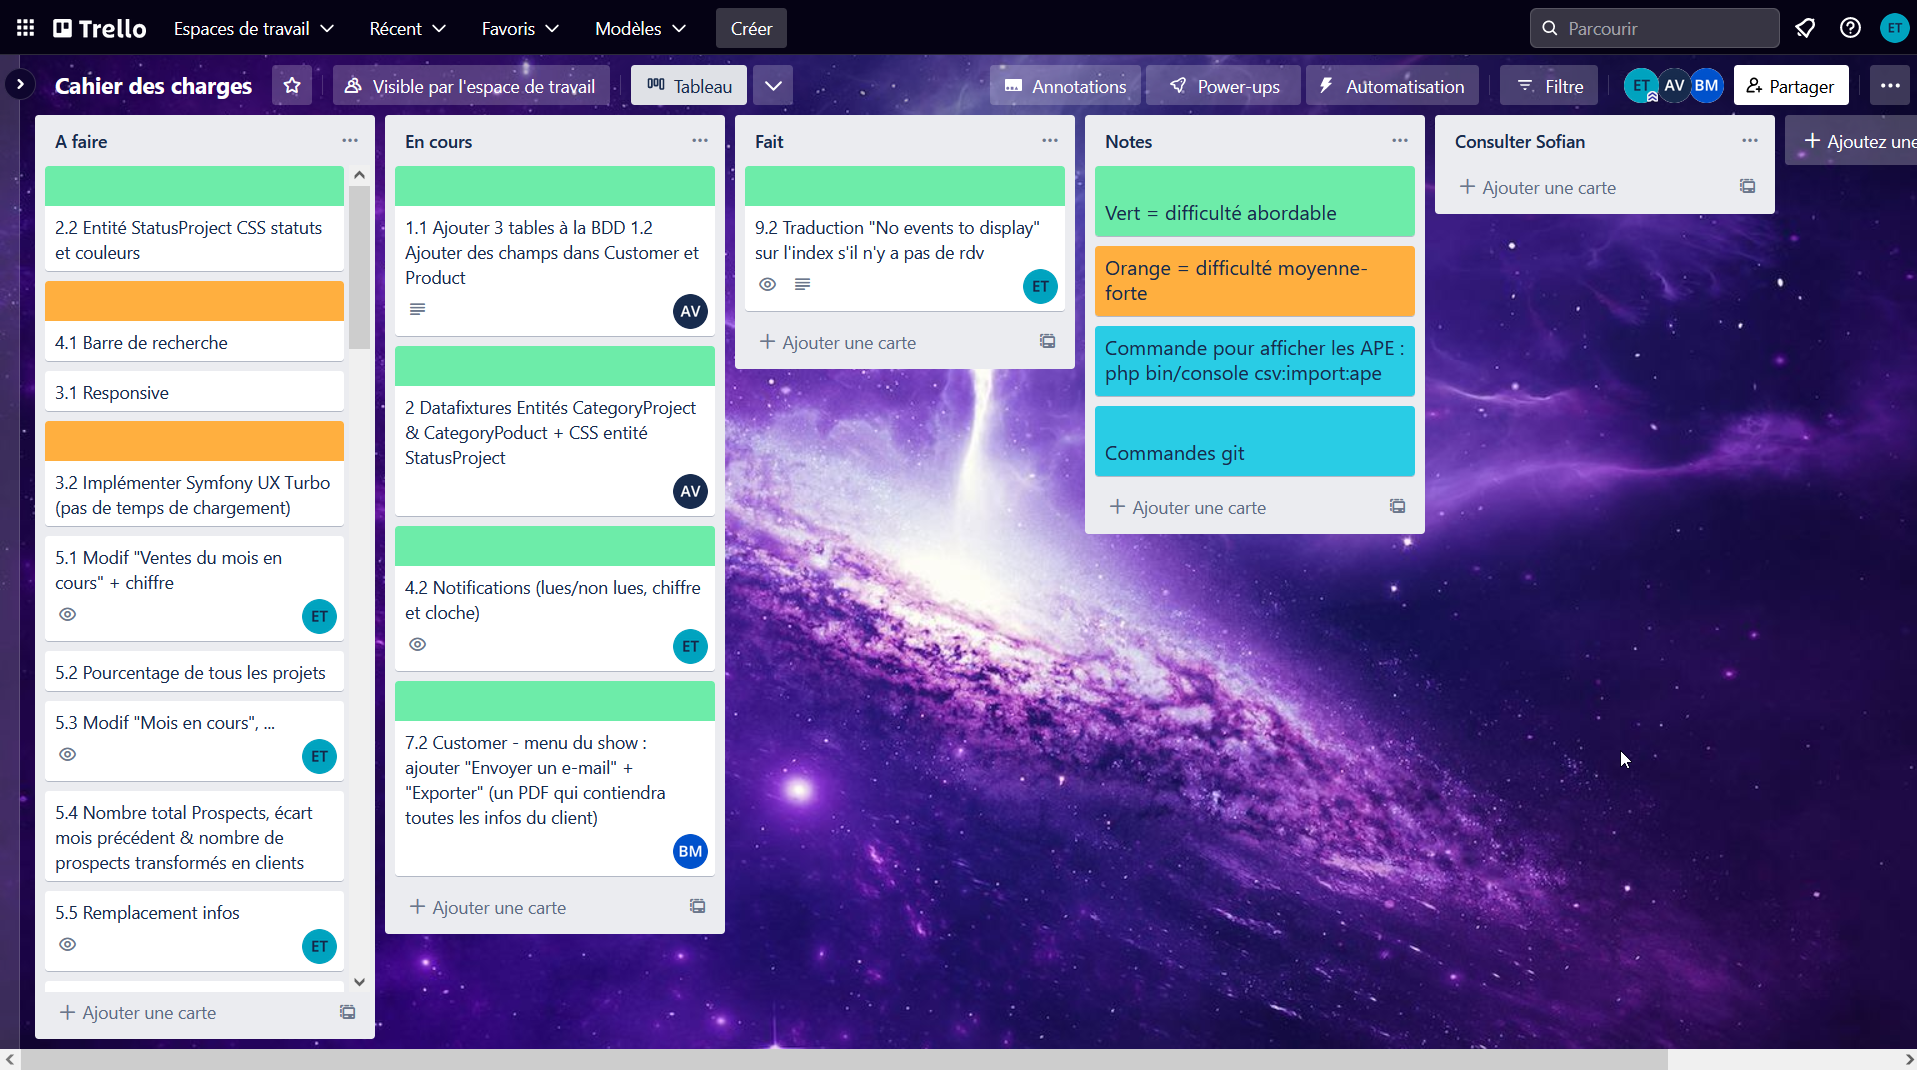 Trello
Espaces de travail
Récent
Favoris
Modèles
Créer
Parcourir
ET
Cahier des charges
Visible par l'espace de travail
Tableau
Annotations
Power-ups
Automatisation
Filtre
ET
AV
BM
Partager
A faire
2.2 Entité StatusProject CSS statuts
et couleurs
4.1 Barre de recherche
3.1 Responsive
3.2 Implémenter Symfony UX Turbo
(pas de temps de chargement)
5.1 Modif "Ventes du mois en
cours" + chiffre
ET
5.2 Pourcentage de tous les projets
5.3 Modif "Mois en cours", ...
ET
5.4 Nombre total Prospects, écart
mois précédent & nombre de
prospects transformés en clients
5.5 Remplacement infos
ET
+ Ajouter une carte
En cours
1.1 Ajouter 3 tables à la BDD 1.2
Ajouter des champs dans Customer et
Product
AV
2 Datafixtures Entités CategoryProject
& CategoryPoduct + CSS entité
StatusProject
AV
4.2 Notifications (lues/non lues, chiffre
et cloche)
ET
7.2 Customer - menu du show :
ajouter "Envoyer un e-mail" +
"Exporter" (un PDF qui contiendra
toutes les infos du client)
BM
+ Ajouter une carte
Fait
9.2 Traduction "No events to display"
sur l'index s'il n'y a pas de rdv
ET
+ Ajouter une carte
Notes
Vert = difficulté abordable
Orange = difficulté moyenne-
forte
Commande pour afficher les APE :
php bin/console csv:import:ape
Commandes git
+ Ajouter une carte
Consulter Sofian
+ Ajouter une carte
+ Ajoutez une